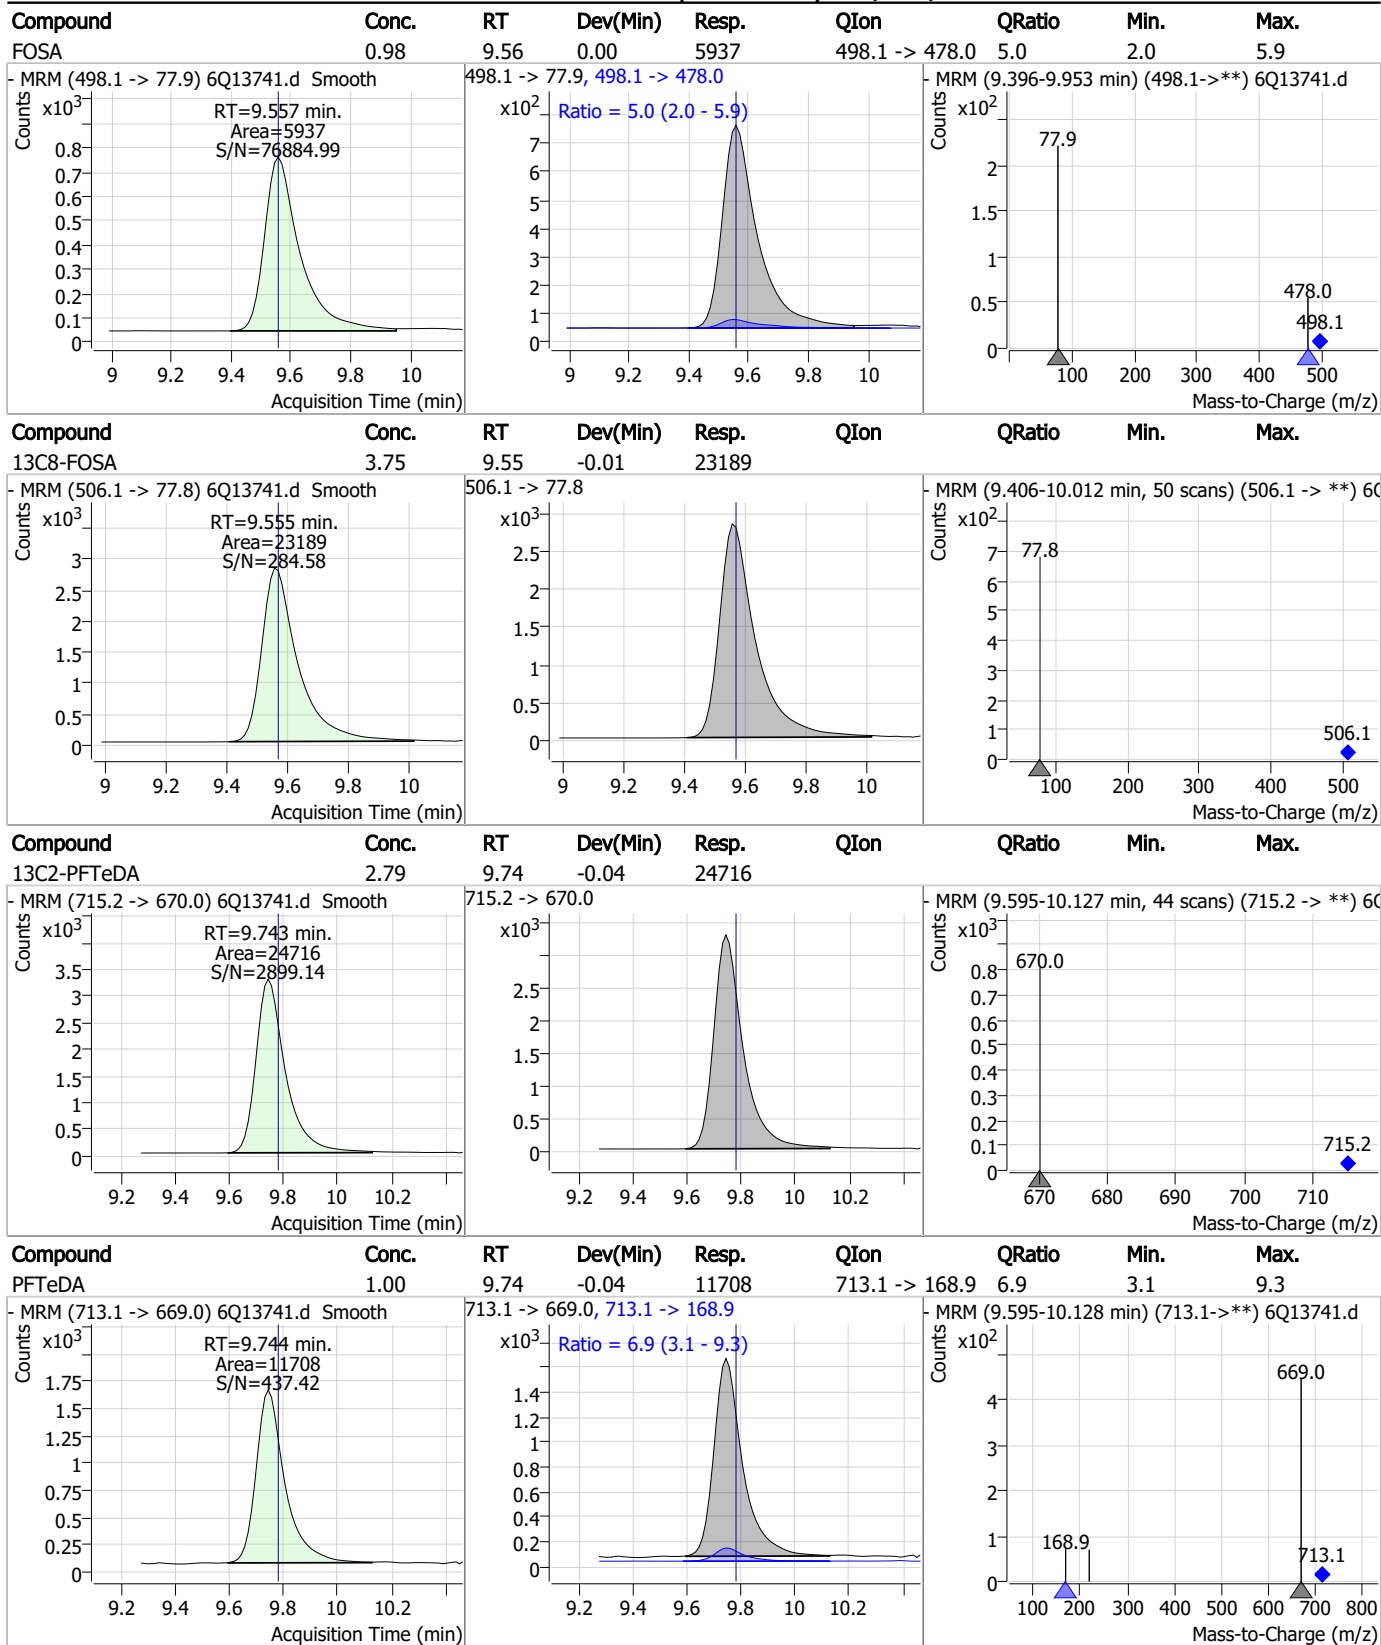 Compound Conc. RT Dev(Min) Resp. QIon QRatio Min. Max.
FOSA 0.98 9.56 0.00 5937 498.1 -> 478.0 5.0 2.0 5.9
- MRM (498.1 -> 77.9) 6Q13741.d Smooth
Counts
x10³
RT=9.557 min.
Area=5937
S/N=76884.99
0.8
0.7
0.6
0.5
0.4
0.3
0.2
0.1
0
9 9.2 9.4 9.6 9.8 10
Acquisition Time (min)
498.1 -> 77.9, 498.1 -> 478.0
x10²
Ratio = 5.0 (2.0 - 5.9)
7
6
5
4
3
2
1
0
9 9.2 9.4 9.6 9.8 10
- MRM (9.396-9.953 min) (498.1->**) 6Q13741.d
Counts
x10²
77.9
478.0
498.1
2
1.5
1
0.5
0
100 200 300 400 500
Mass-to-Charge (m/z)
Compound Conc. RT Dev(Min) Resp. QIon QRatio Min. Max.
13C8-FOSA 3.75 9.55 -0.01 23189
- MRM (506.1 -> 77.8) 6Q13741.d Smooth
Counts
x10³
RT=9.555 min.
Area=23189
S/N=284.58
3
2.5
2
1.5
1
0.5
0
9 9.2 9.4 9.6 9.8 10
Acquisition Time (min)
506.1 -> 77.8
x10³
2.5
2
1.5
1
0.5
0
9 9.2 9.4 9.6 9.8 10
- MRM (9.406-10.012 min, 50 scans) (506.1 -> **) 6
Counts
x10²
77.8
506.1
7
6
5
4
3
2
1
0
100 200 300 400 500
Mass-to-Charge (m/z)
Compound Conc. RT Dev(Min) Resp. QIon QRatio Min. Max.
13C2-PFTeDA 2.79 9.74 -0.04 24716
- MRM (715.2 -> 670.0) 6Q13741.d Smooth
Counts
x10³
RT=9.743 min.
Area=24716
S/N=2899.14
3.5
3
2.5
2
1.5
1
0.5
0
9.2 9.4 9.6 9.8 10 10.2
Acquisition Time (min)
715.2 -> 670.0
x10³
2.5
2
1.5
1
0.5
0
9.2 9.4 9.6 9.8 10 10.2
- MRM (9.595-10.127 min, 44 scans) (715.2 -> **) 6
Counts
x10³
670.0
715.2
0.8
0.7
0.6
0.5
0.4
0.3
0.2
0.1
0
670 680 690 700 710
Mass-to-Charge (m/z)
Compound Conc. RT Dev(Min) Resp. QIon QRatio Min. Max.
PFTeDA 1.00 9.74 -0.04 11708 713.1 -> 168.9 6.9 3.1 9.3
- MRM (713.1 -> 669.0) 6Q13741.d Smooth
Counts
x10³
RT=9.744 min.
Area=11708
S/N=437.42
1.75
1.5
1.25
1
0.75
0.5
0.25
0
9.2 9.4 9.6 9.8 10 10.2
Acquisition Time (min)
713.1 -> 669.0, 713.1 -> 168.9
x10³
Ratio = 6.9 (3.1 - 9.3)
1.4
1.2
1
0.8
0.6
0.4
0.2
0
9.2 9.4 9.6 9.8 10 10.2
- MRM (9.595-10.128 min) (713.1->**) 6Q13741.d
Counts
x10²
669.0
168.9
713.1
4
3
2
1
0
100 200 300 400 500 600 700 800
Mass-to-Charge (m/z)